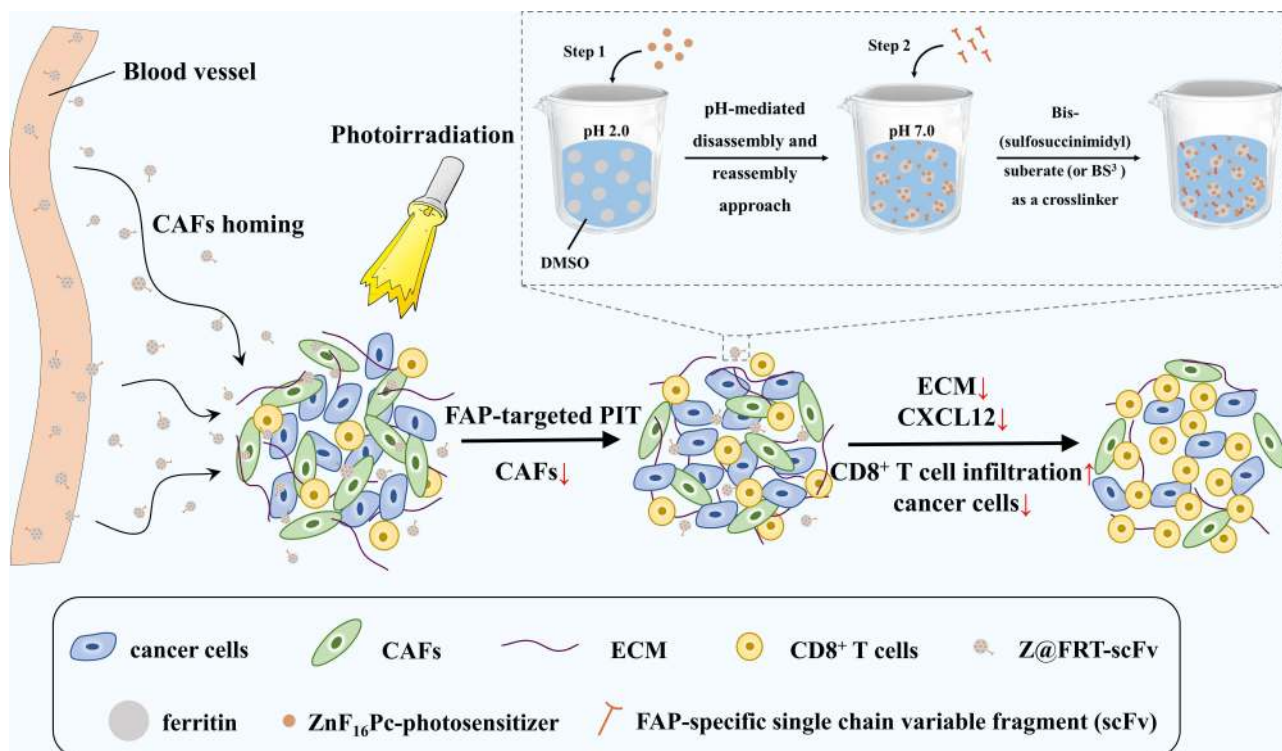 Blood vessel
CAFs homing
Photoirradiation
Step 1
pH 2.0
DMSO
pH-mediated
disassembly and
reassembly
approach
Step 2
pH 7.0
Bis-
(sulfosuccinimidyl)
suberate (or BS³ )
as a crosslinker
FAP-targeted PIT
CAFs↓
ECM↓
CXCL12↓
CD8⁺ T cell infiltration↑
cancer cells↓
cancer cells
CAFs
ECM
CD8⁺ T cells
Z@FRT-scFv
ferritin
ZnF₁₆Pc-photosensitizer
FAP-specific single chain variable fragment (scFv)